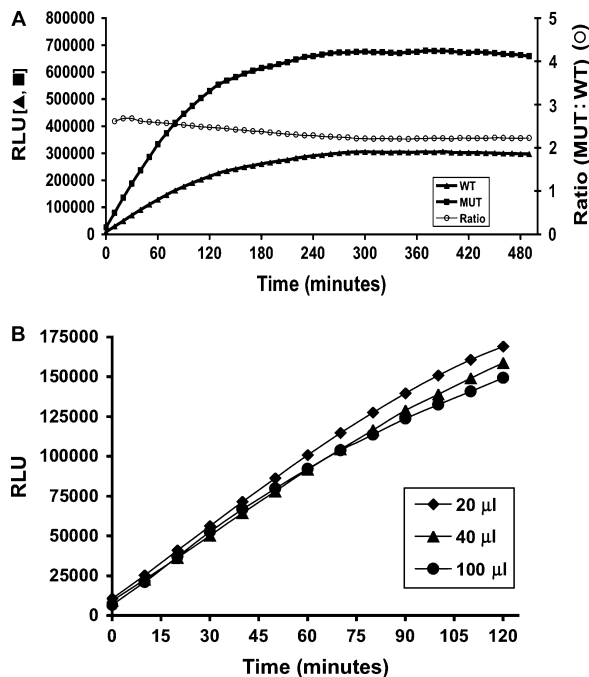 A
RLU [▲, ■]
800000
700000
600000
500000
400000
300000
200000
100000
0
5
4
3
2
1
0
Ratio (MUT: WT) (○)
WT
MUT
Ratio
0 60 120 180 240 300 360 420 480
Time (minutes)
B
RLU
175000
150000
125000
100000
75000
50000
25000
0
20 µl
40 µl
100 µl
0 15 30 45 60 75 90 105 120
Time (minutes)